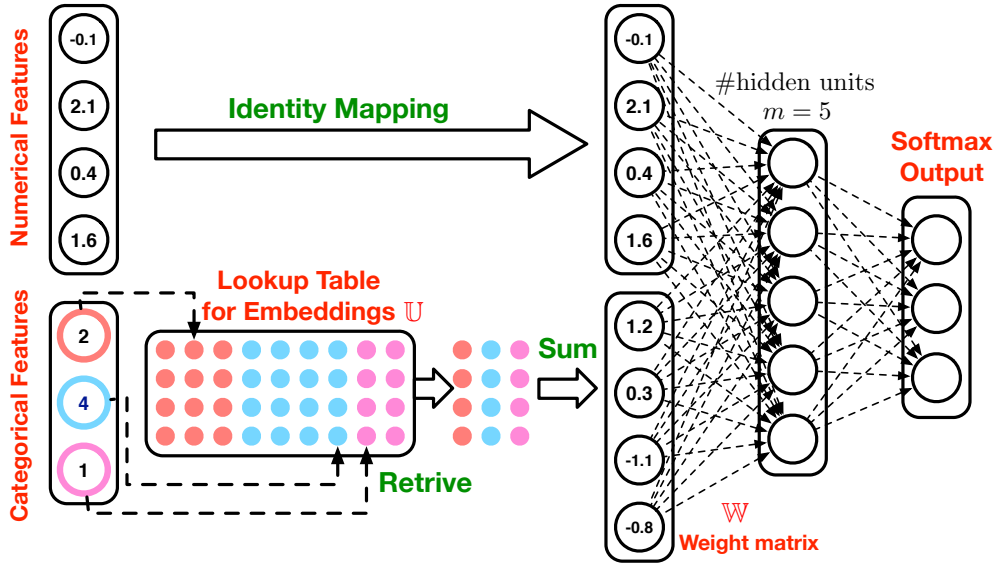 Numerical Features
-0.1
2.1
0.4
1.6
Identity Mapping
-0.1
2.1
0.4
1.6
#hidden units
m = 5
Softmax
Output
Categorical Features
2
4
1
Lookup Table
for Embeddings 𝕌
Retrive
Sum
1.2
0.3
-1.1
-0.8
𝕎
Weight matrix